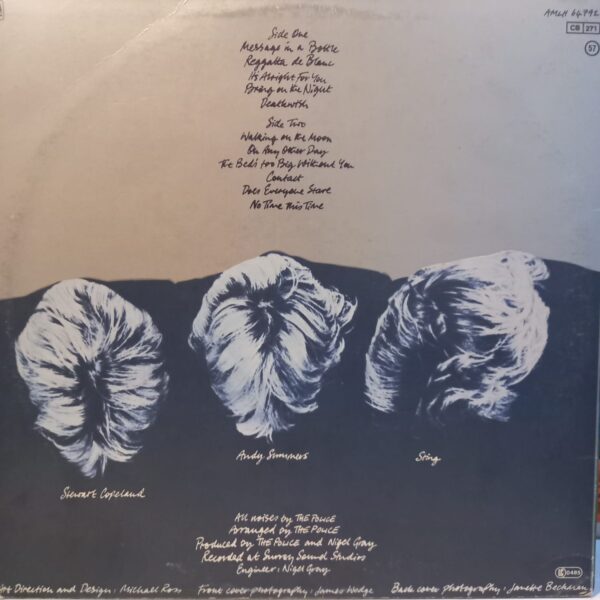 AMLH 64792
CB 271
57
Side One
Message in a Bottle
Reggatta de Blanc
It's Alright For You
Bring on the Night
Deathwish
Side Two
Walking on the Moon
On Any Other Day
The Bed's too Big Without You
Contact
Does Everyone Stare
No Time This Time
Andy Summers
Sting
Stewart Copeland
All noises by THE POLICE
Arranged by THE POLICE
Produced by THE POLICE and Nigel Gray
Recorded at Surrey Sound Studios
Engineer: Nigel Gray
Art Direction and Design: Michael Ross Front cover photography: James Wedge Back cover photography: Janette Beckman
0485